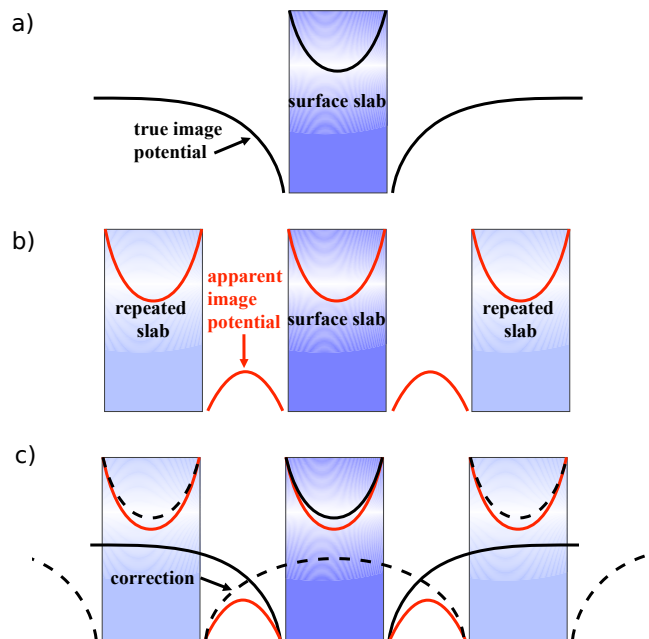 a)
surface slab
true image
potential
b)
apparent
image
potential
repeated
slab
surface slab
repeated
slab
c)
correction